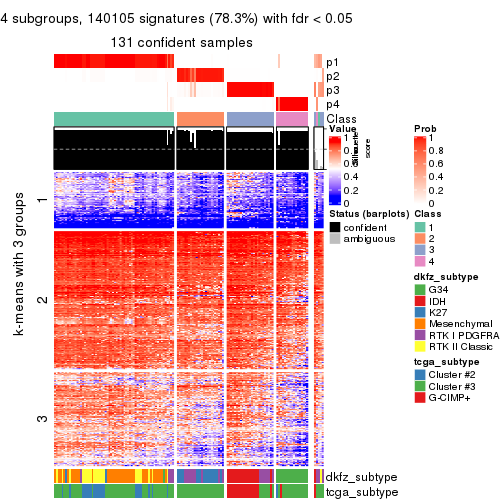 4 subgroups, 140105 signatures (78.3%) with fdr < 0.05
131 confident samples
p1
p2
p3
p4
Class
Silhouette
score
k-means with 3 groups
1
2
3
dkfz_subtype
tcga_subtype
Value
1
0.8
0.6
0.4
0.2
0
Status (barplots)
confident
ambiguous
Prob
1
0.8
0.6
0.4
0.2
0
Class
1
2
3
4
dkfz_subtype
G34
IDH
K27
Mesenchymal
RTK I PDGFRA
RTK II Classic
tcga_subtype
Cluster #2
Cluster #3
G-CIMP+